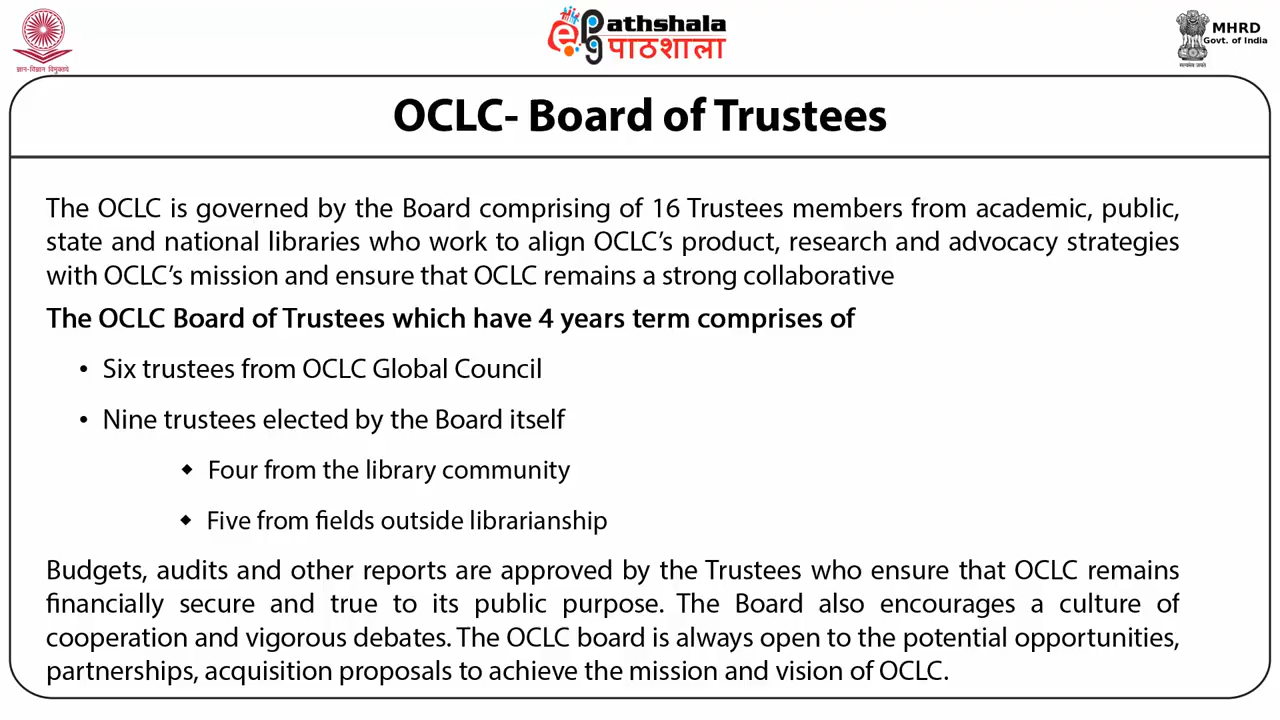 ज्ञान-विज्ञान विमुक्तये
ePathshala
पाठशाला
MHRD
Govt. of India
सत्यमेव जयते
OCLC- Board of Trustees
The OCLC is governed by the Board comprising of 16 Trustees members from academic, public,
state and national libraries who work to align OCLC’s product, research and advocacy strategies
with OCLC’s mission and ensure that OCLC remains a strong collaborative
The OCLC Board of Trustees which have 4 years term comprises of
• Six trustees from OCLC Global Council
• Nine trustees elected by the Board itself
◆ Four from the library community
◆ Five from fields outside librarianship
Budgets, audits and other reports are approved by the Trustees who ensure that OCLC remains
financially secure and true to its public purpose. The Board also encourages a culture of
cooperation and vigorous debates. The OCLC board is always open to the potential opportunities,
partnerships, acquisition proposals to achieve the mission and vision of OCLC.